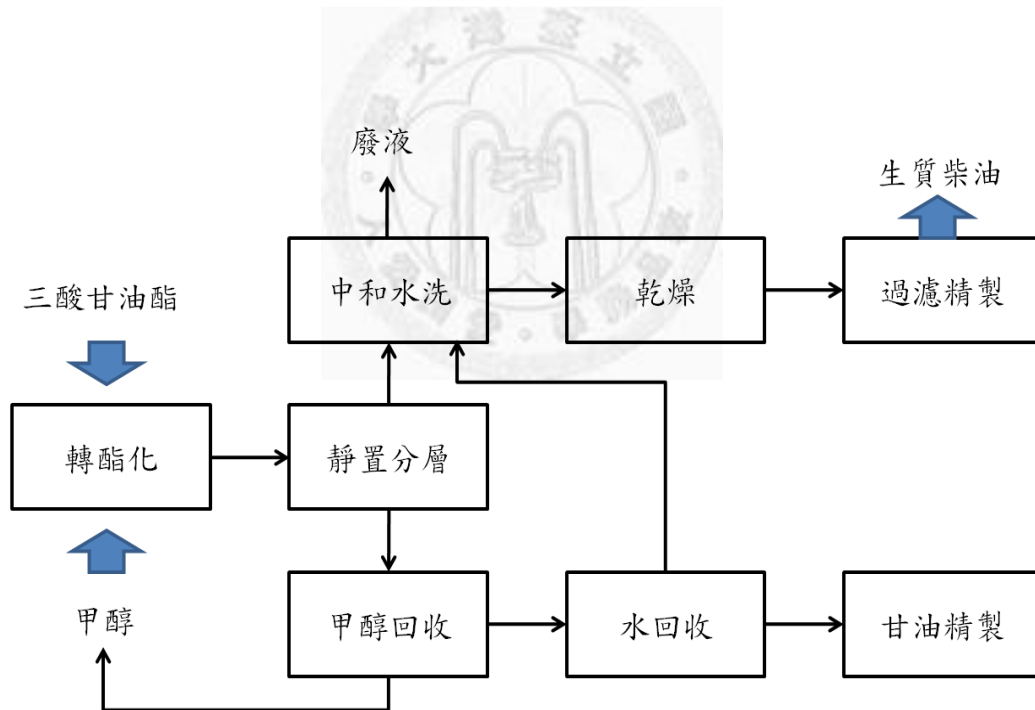 廢液
生質柴油
三酸甘油酯
中和水洗
乾燥
過濾精製
轉酯化
靜置分層
甲醇
甲醇回收
水回收
甘油精製